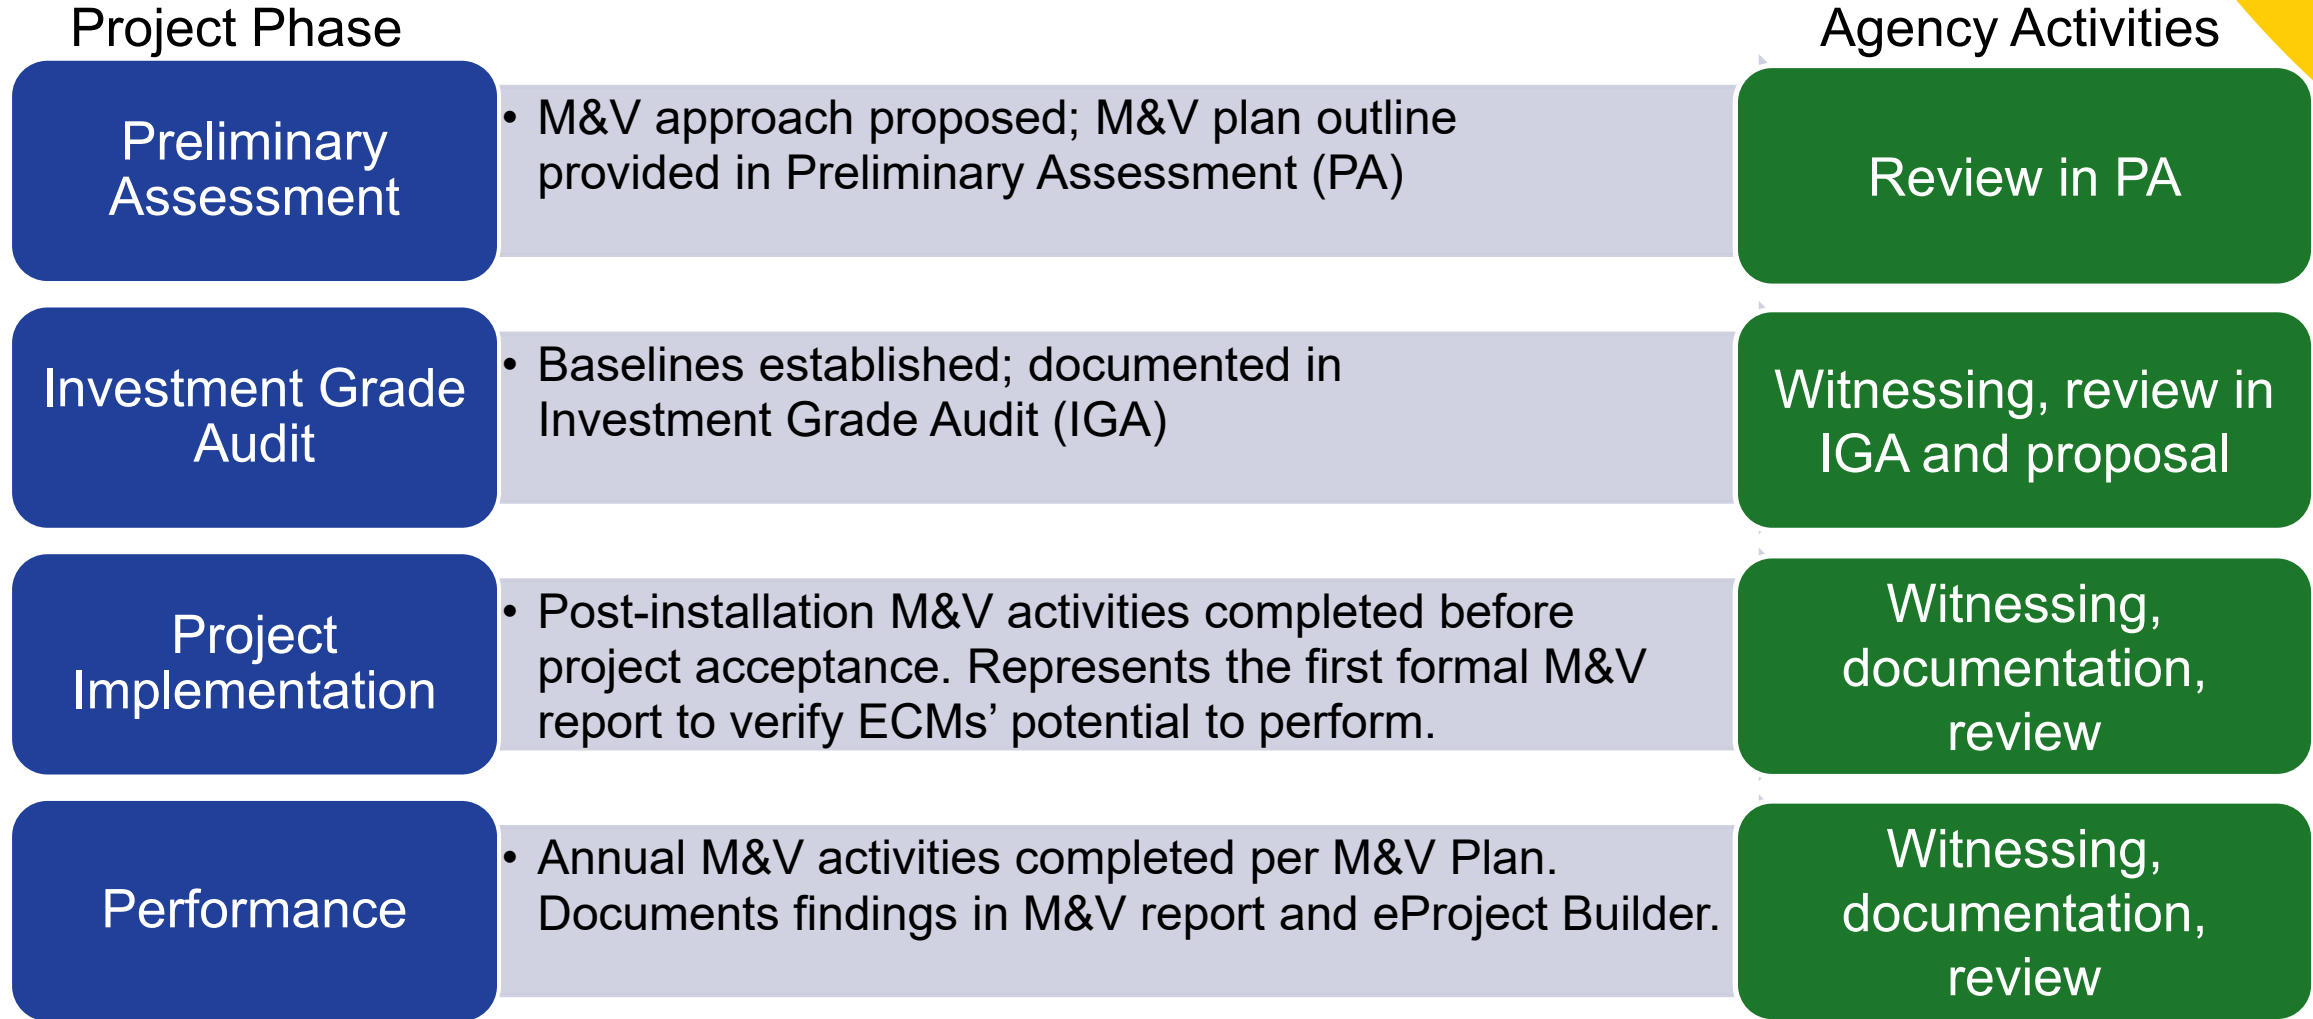 Project Phase
Agency Activities
Preliminary
Assessment
• M&V approach proposed; M&V plan outline
provided in Preliminary Assessment (PA)
Review in PA
Investment Grade
Audit
• Baselines established; documented in
Investment Grade Audit (IGA)
Witnessing, review in
IGA and proposal
Project
Implementation
• Post-installation M&V activities completed before
project acceptance. Represents the first formal M&V
report to verify ECMs’ potential to perform.
Witnessing,
documentation,
review
Performance
• Annual M&V activities completed per M&V Plan.
Documents findings in M&V report and eProject Builder.
Witnessing,
documentation,
review